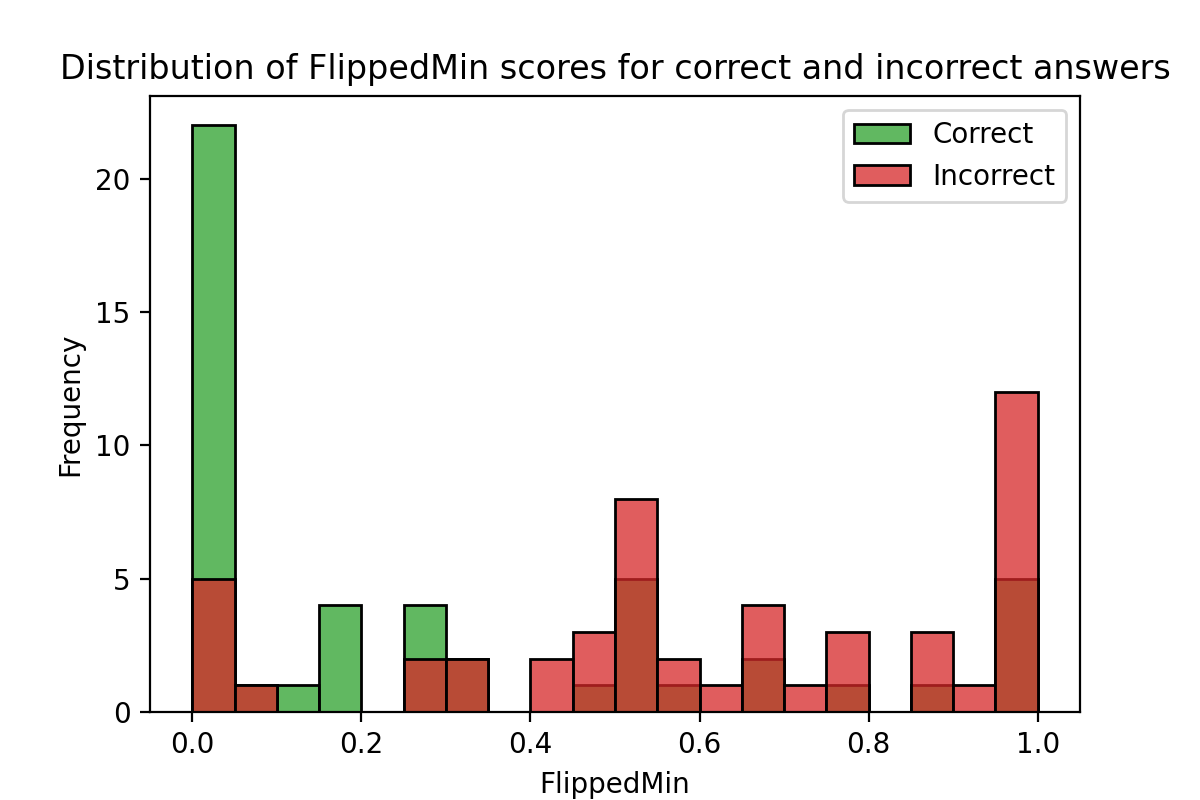 Distribution of FlippedMin scores for correct and incorrect answers
Correct
Incorrect
Frequency
20
15
10
5
0
0.0 0.2 0.4 0.6 0.8 1.0
FlippedMin